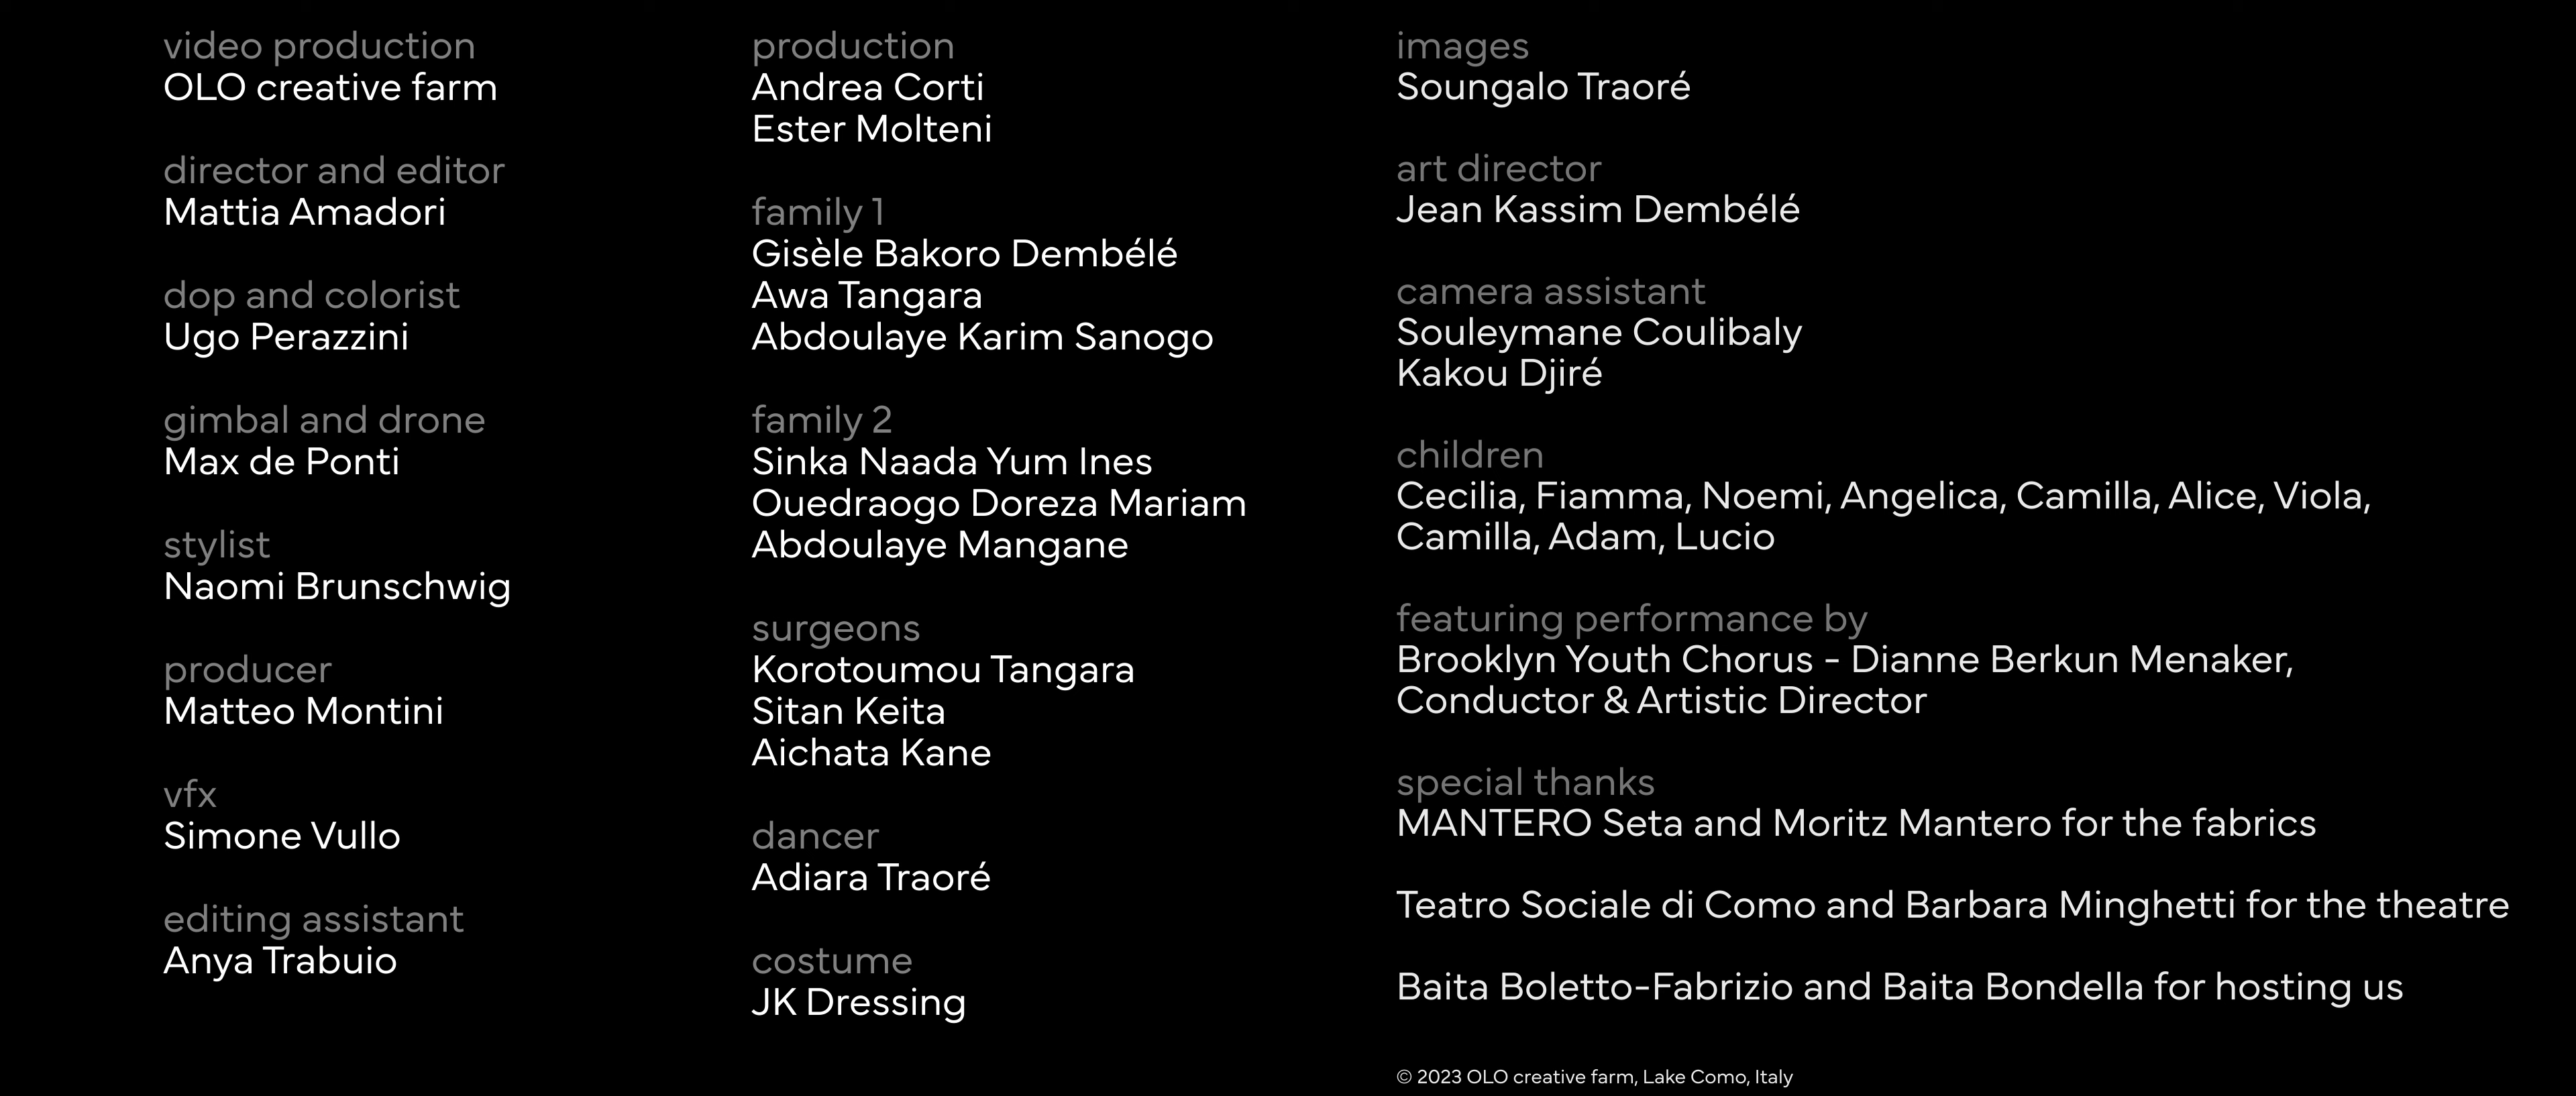 video production
OLO creative farm
director and editor
Mattia Amadori
dop and colorist
Ugo Perazzini
gimbal and drone
Max de Ponti
stylist
Naomi Brunschwig
producer
Matteo Montini
vfx
Simone Vullo
editing assistant
Anya Trabuio
production
Andrea Corti
Ester Molteni
family 1
Gisèle Bakoro Dembélé
Awa Tangara
Abdoulaye Karim Sanogo
family 2
Sinka Naada Yum Ines
Ouedraogo Doreza Mariam
Abdoulaye Mangane
surgeons
Korotoumou Tangara
Sitan Keita
Aichata Kane
dancer
Adiara Traoré
costume
JK Dressing
images
Soungalo Traoré
art director
Jean Kassim Dembélé
camera assistant
Souleymane Coulibaly
Kakou Djiré
children
Cecilia, Fiamma, Noemi, Angelica, Camilla, Alice, Viola,
Camilla, Adam, Lucio
featuring performance by
Brooklyn Youth Chorus - Dianne Berkun Menaker,
Conductor & Artistic Director
special thanks
MANTERO Seta and Moritz Mantero for the fabrics
Teatro Sociale di Como and Barbara Minghetti for the theatre
Baita Boletto-Fabrizio and Baita Bondella for hosting us
© 2023 OLO creative farm, Lake Como, Italy